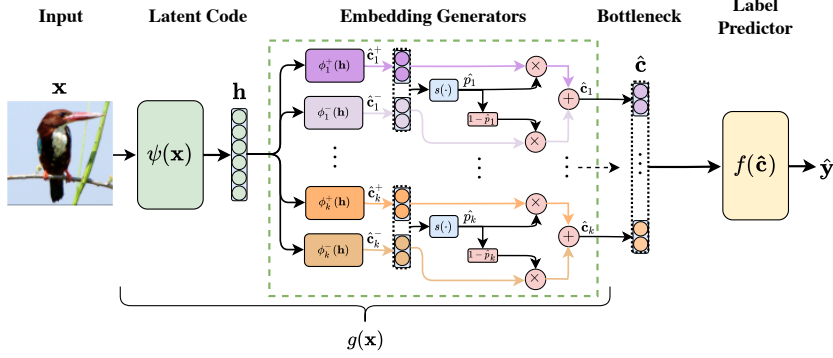 Input
Latent Code
Embedding Generators
Bottleneck
Label
Predictor
x
ψ(x)
h
ϕ₁⁺(h)
ĉ₁⁺
ϕ₁⁻(h)
ĉ₁⁻
s(·)
p̂₁
1 − p̂₁
×
×
+
ĉ₁
ĉ
f(ĉ)
ŷ
ϕₖ⁺(h)
ĉₖ⁺
ϕₖ⁻(h)
ĉₖ⁻
s(·)
p̂ₖ
1 − p̂ₖ
×
×
+
ĉₖ
g(x)